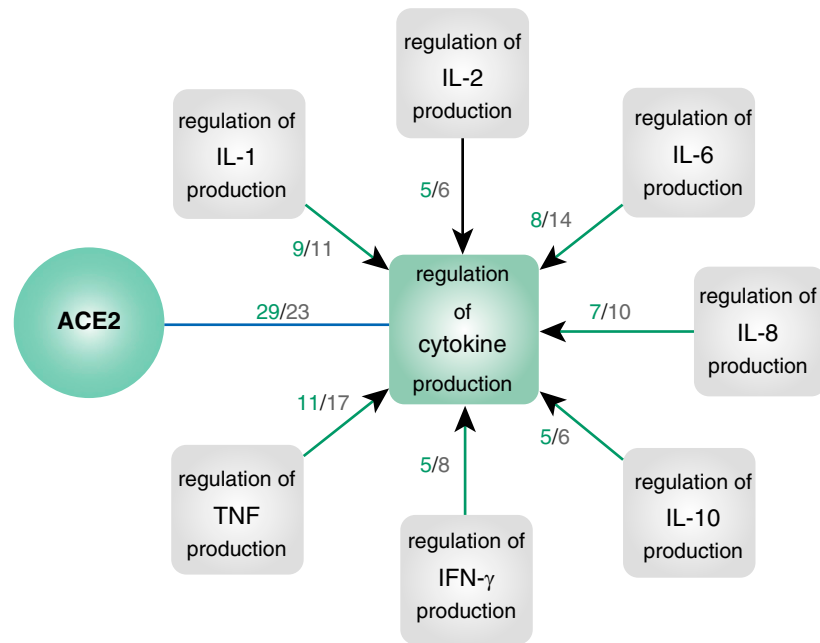 regulation of
IL-2
production
regulation of
IL-1
production
regulation of
IL-6
production
5/6
8/14
9/11
ACE2
29/23
regulation
of
cytokine
production
7/10
regulation of
IL-8
production
11/17
5/8
5/6
regulation of
TNF
production
regulation of
IFN-γ
production
regulation of
IL-10
production